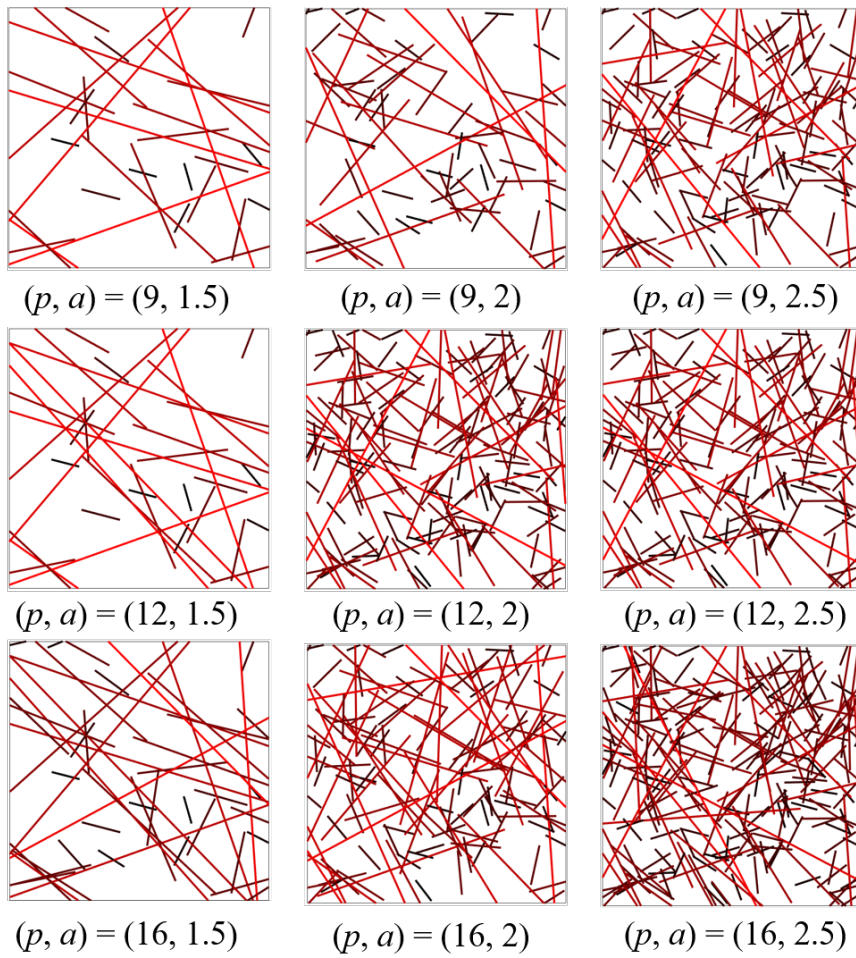 (p, a) = (9, 1.5)
(p, a) = (9, 2)
(p, a) = (9, 2.5)
(p, a) = (12, 1.5)
(p, a) = (12, 2)
(p, a) = (12, 2.5)
(p, a) = (16, 1.5)
(p, a) = (16, 2)
(p, a) = (16, 2.5)